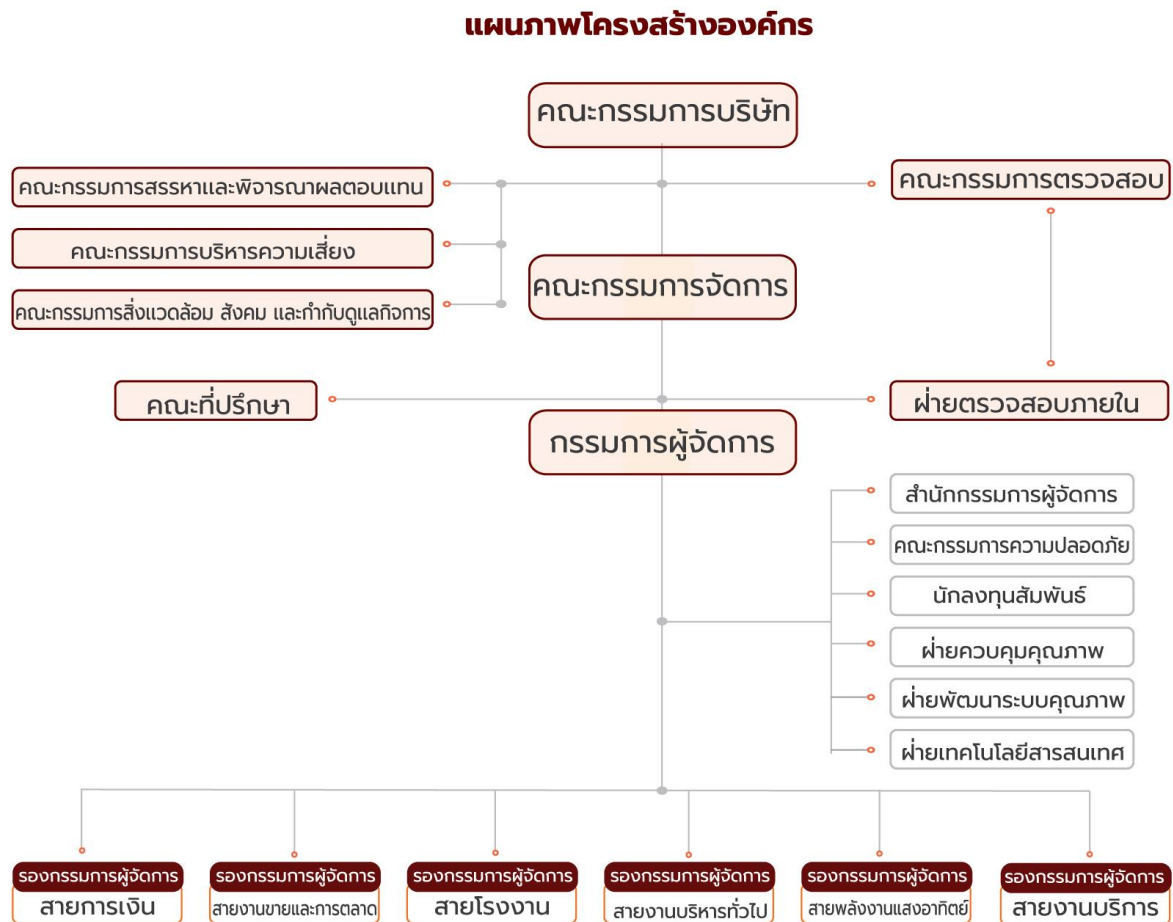 แผนภาพโครงสร้างองค์กร
คณะกรรมการบริษัท
คณะกรรมการสรรหาและพิจารณาผลตอบแทน
คณะกรรมการตรวจสอบ
คณะกรรมการบริหารความเสี่ยง
คณะกรรมการจัดการ
คณะกรรมการสิ่งแวดล้อม สังคม และกำกับดูแลกิจการ
คณะที่ปรึกษา
ฝ่ายตรวจสอบภายใน
กรรมการผู้จัดการ
สำนักกรรมการผู้จัดการ
คณะกรรมการความปลอดภัย
นักลงทุนสัมพันธ์
ฝ่ายควบคุมคุณภาพ
ฝ่ายพัฒนาระบบคุณภาพ
ฝ่ายเทคโนโลยีสารสนเทศ
รองกรรมการผู้จัดการ
สายการเงิน
รองกรรมการผู้จัดการ
สายงานขายและการตลาด
รองกรรมการผู้จัดการ
สายโรงงาน
รองกรรมการผู้จัดการ
สายงานบริหารทั่วไป
รองกรรมการผู้จัดการ
สายพลังงานแสงอาทิตย์
รองกรรมการผู้จัดการ
สายงานบริการ